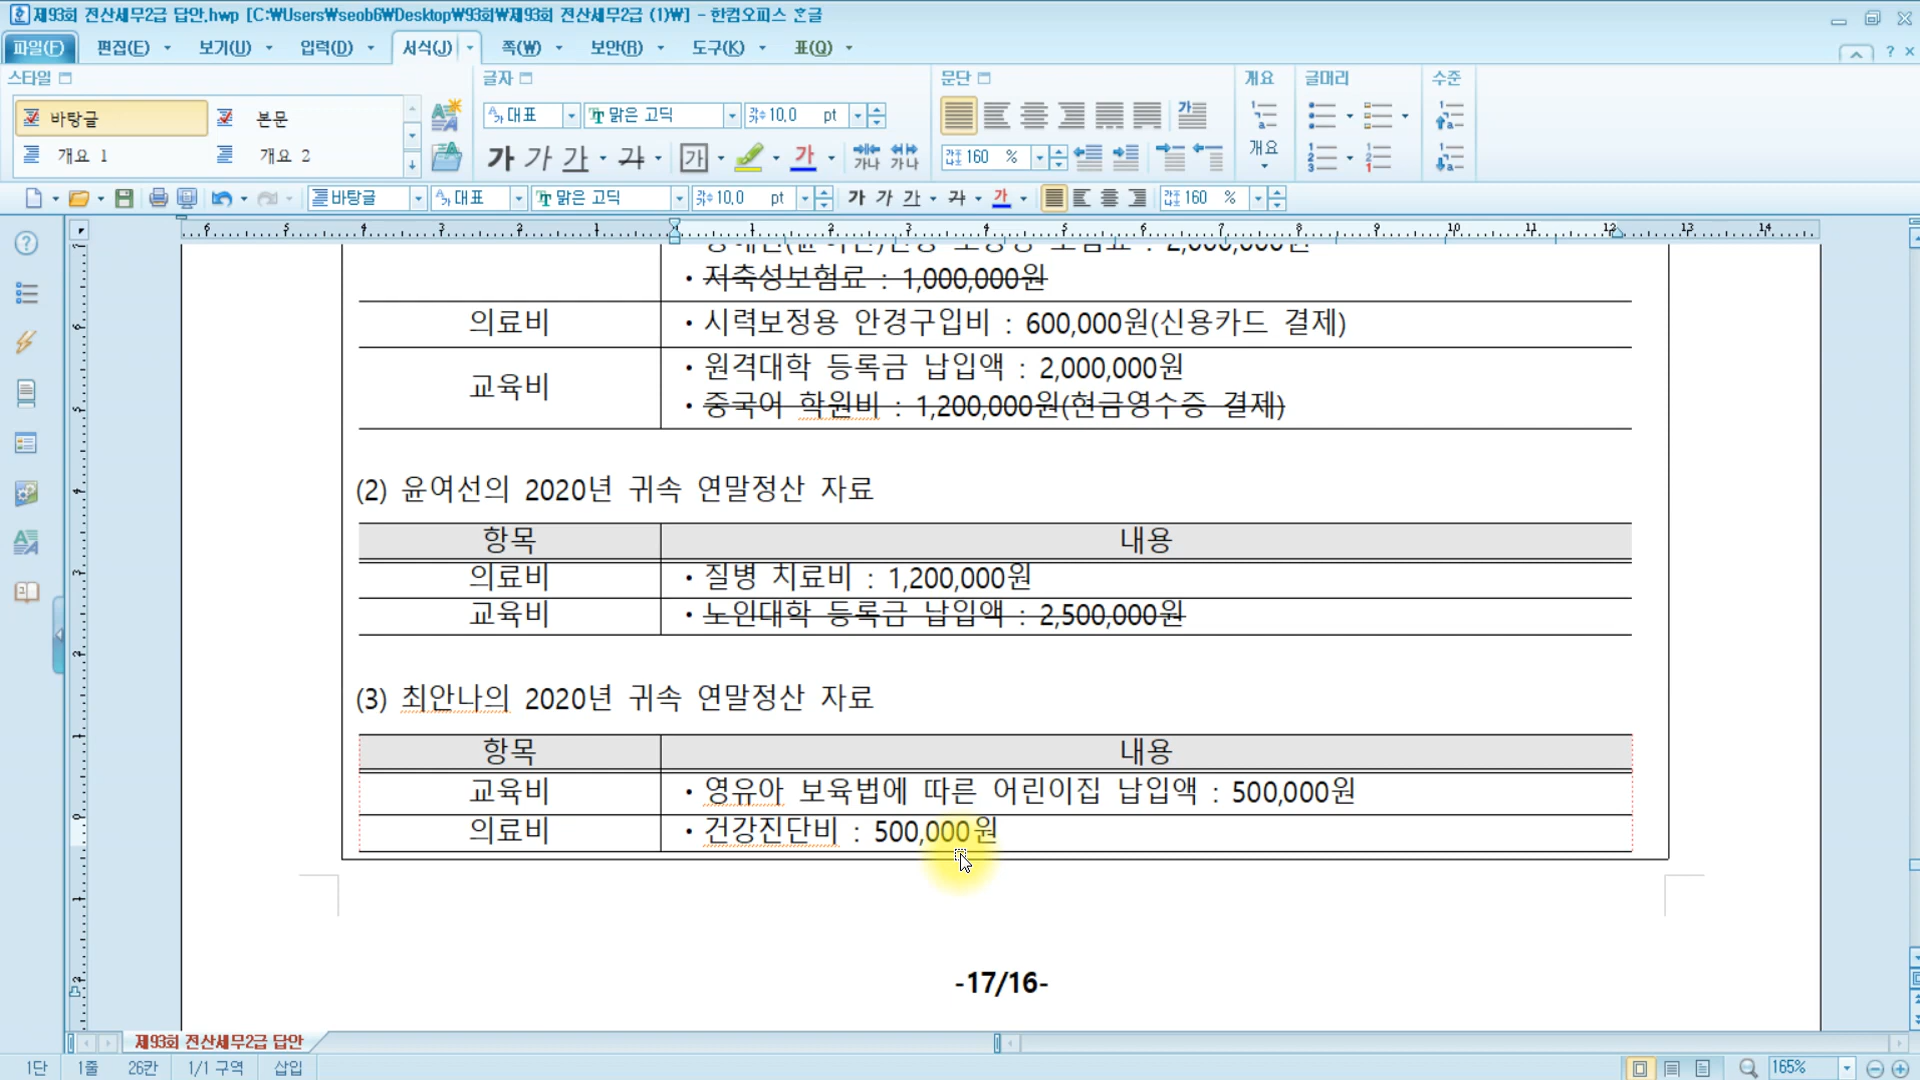 제93회 전산세무2급 답안.hwp [C:₩Users₩seob6₩Desktop₩93회₩제93회 전산세무2급 (1)₩] - 한컴오피스 한글
파일(F) 편집(E) 보기(U) 입력(D) 서식(J) 쪽(W) 보안(R) 도구(K) 표(Q)
스타일 글자 문단 개요 글머리 수준
바탕글 본문 대표 맑은 고딕 10,0 pt
개요 1 개요 2 가 가 가 가 가 가 가 160 % 개요
바탕글 대표 맑은 고딕 10,0 pt 가 가 가 가 가 160 %
• 저축성보험료 : 1,000,000원
의료비 • 시력보정용 안경구입비 : 600,000원(신용카드 결제)
교육비 • 원격대학 등록금 납입액 : 2,000,000원
• 중국어 학원비 : 1,200,000원(현금영수증 결제)
(2) 윤여선의 2020년 귀속 연말정산 자료
항목 내용
의료비 • 질병 치료비 : 1,200,000원
교육비 • 노인대학 등록금 납입액 : 2,500,000원
(3) 최안나의 2020년 귀속 연말정산 자료
항목 내용
교육비 • 영유아 보육법에 따른 어린이집 납입액 : 500,000원
의료비 • 건강진단비 : 500,000원
-17/16-
제93회 전산세무2급 답안
1단 1줄 26칸 1/1 구역 삽입 165%